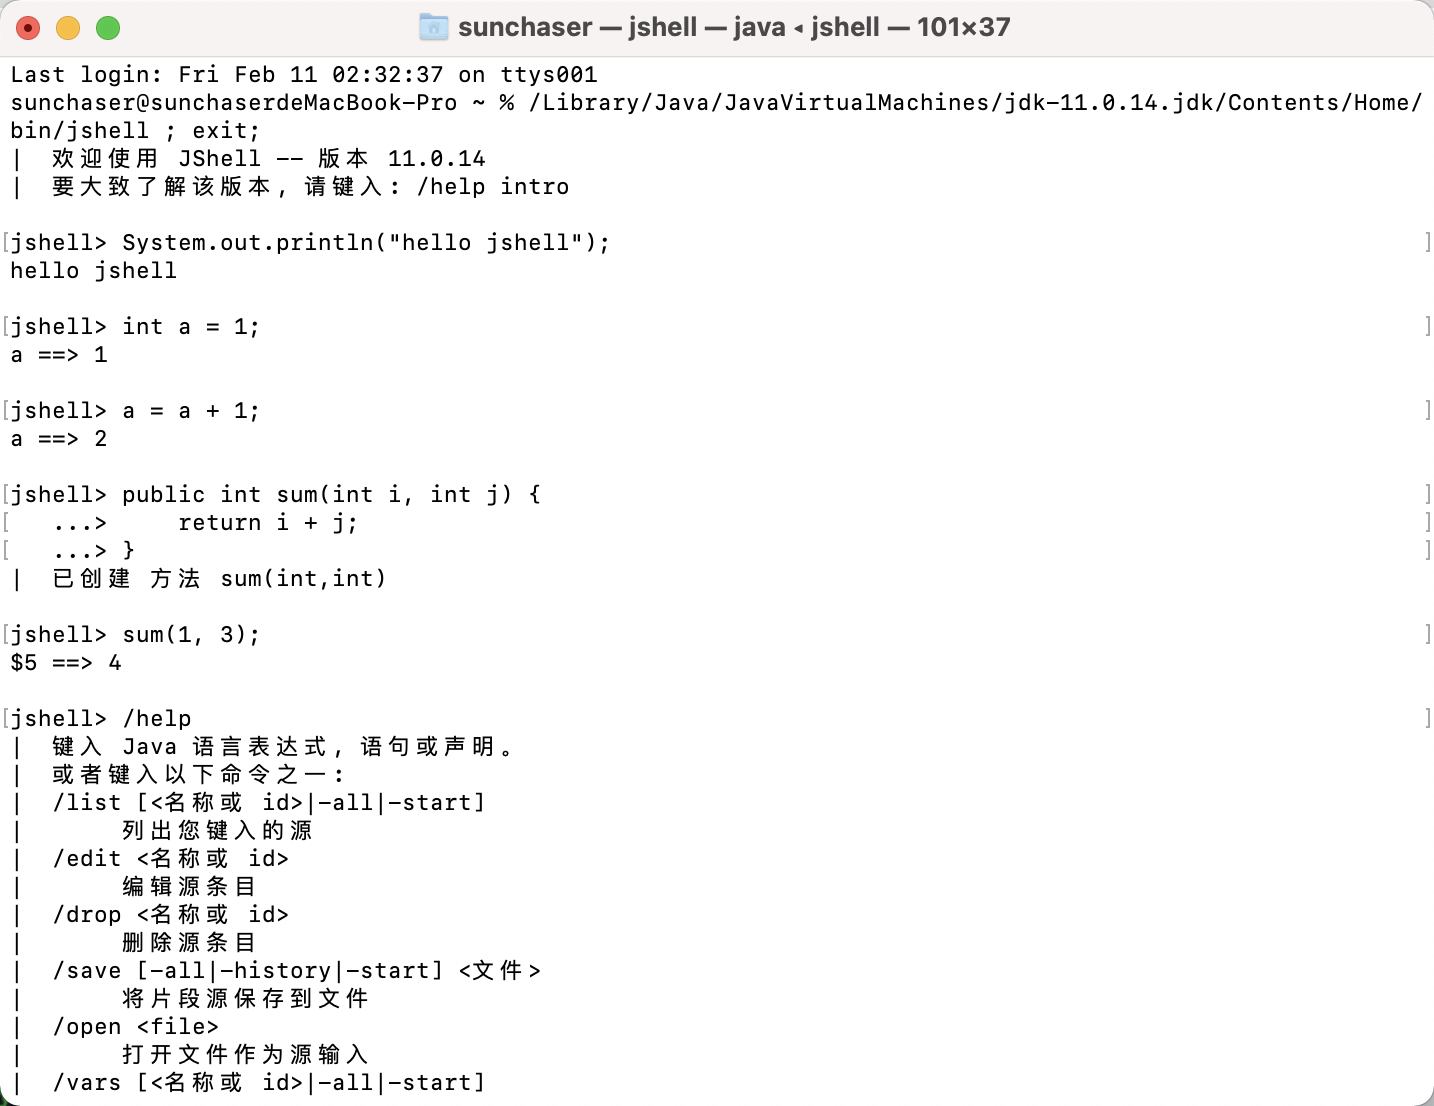 sunchaser — jshell — java ◂ jshell — 101×37
Last login: Fri Feb 11 02:32:37 on ttys001
sunchaser@sunchaserdeMacBook-Pro ~ % /Library/Java/JavaVirtualMachines/jdk-11.0.14.jdk/Contents/Home/
bin/jshell ; exit;
|  欢迎使用 JShell -- 版本 11.0.14
|  要大致了解该版本, 请键入: /help intro
[jshell> System.out.println("hello jshell"); ]
hello jshell
[jshell> int a = 1; ]
a ==> 1
[jshell> a = a + 1; ]
a ==> 2
[jshell> public int sum(int i, int j) { ]
[   ...>     return i + j; ]
[   ...> } ]
|  已创建 方法 sum(int,int)
[jshell> sum(1, 3); ]
$5 ==> 4
[jshell> /help ]
|  键入 Java 语言表达式, 语句或声明。
|  或者键入以下命令之一:
|  /list [<名称或 id>|-all|-start]
|       列出您键入的源
|  /edit <名称或 id>
|       编辑源条目
|  /drop <名称或 id>
|       删除源条目
|  /save [-all|-history|-start] <文件>
|       将片段源保存到文件
|  /open <file>
|       打开文件作为源输入
|  /vars [<名称或 id>|-all|-start]